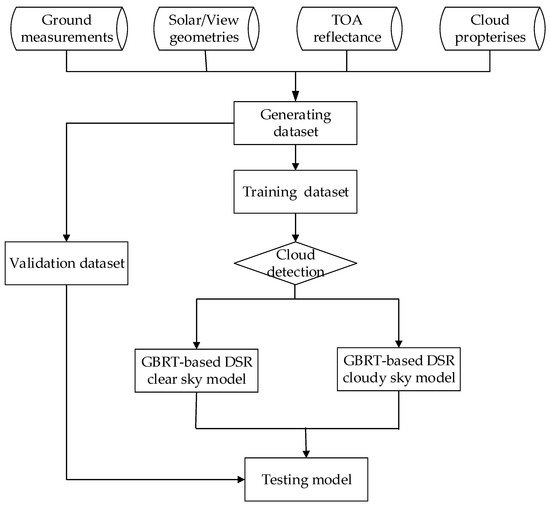 Ground
measurements
Solar/View
geometries
TOA
reflectance
Cloud
propterises
Generating
dataset
Training dataset
Cloud
detection
Validation dataset
GBRT-based DSR
clear sky model
GBRT-based DSR
cloudy sky model
Testing model